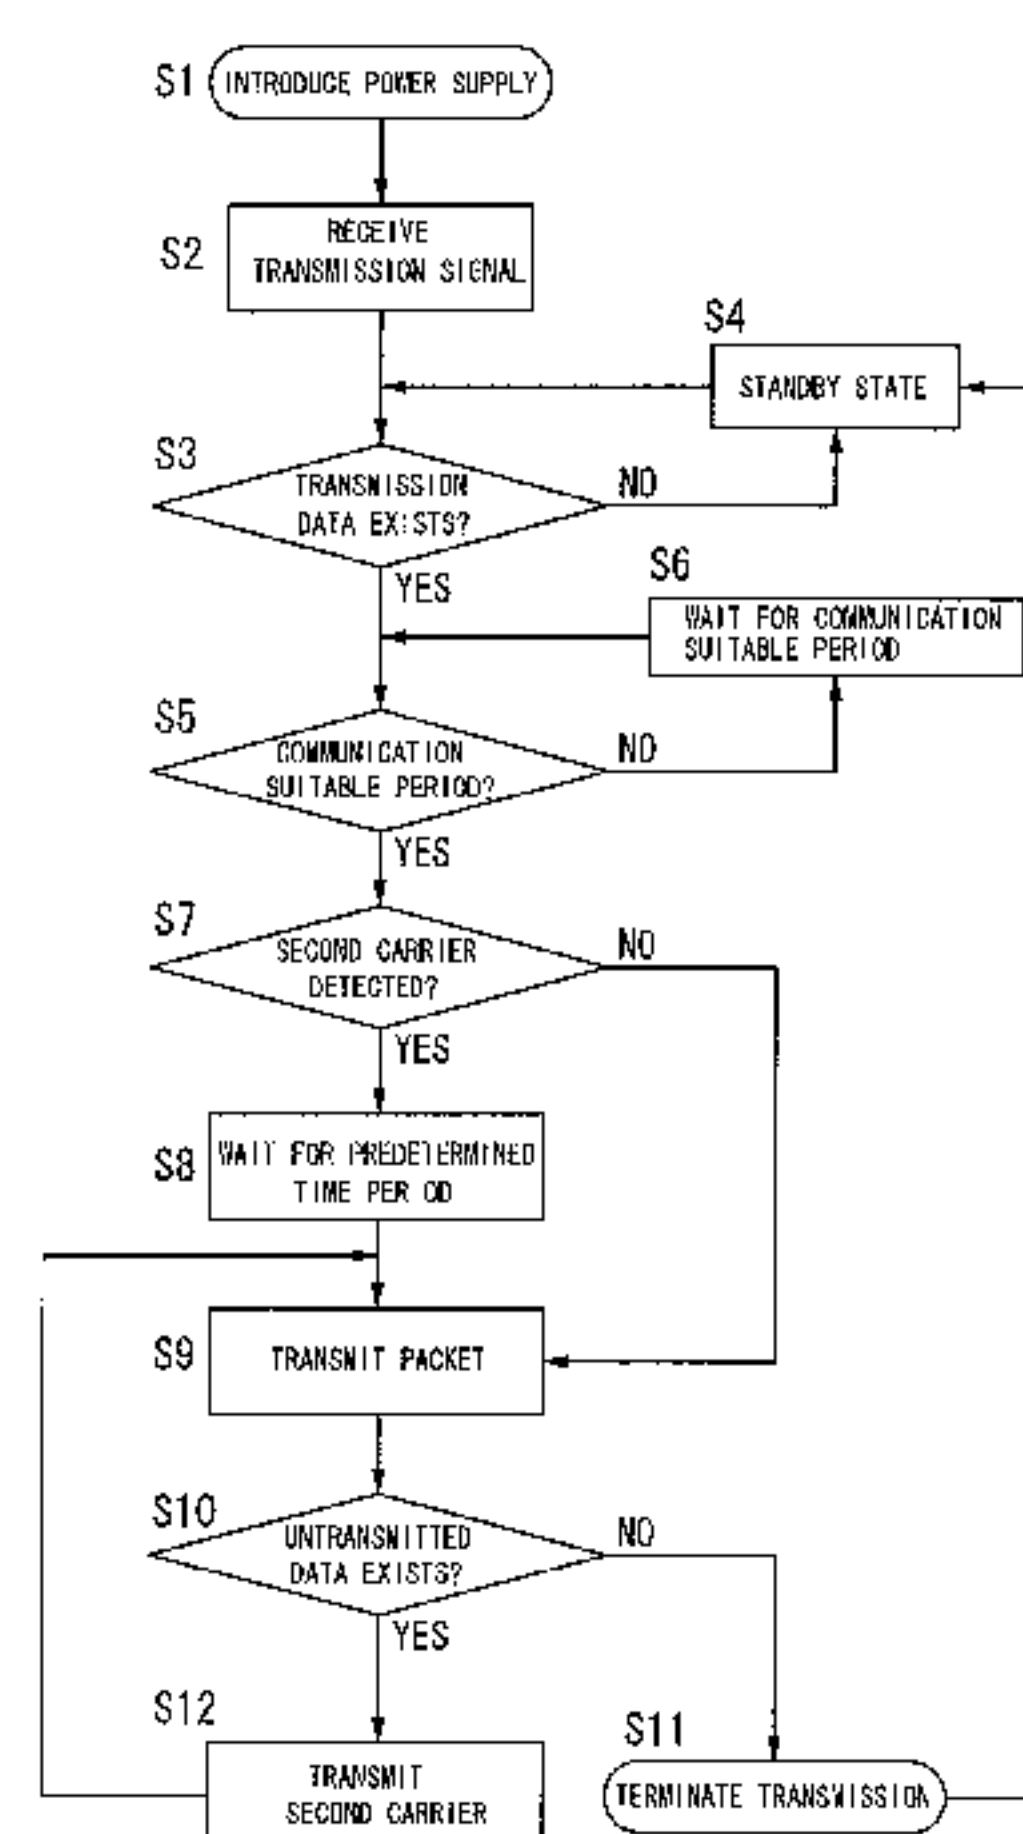 S1
INTRODUCE POWER SUPPLY
S2
RECEIVE
TRANSMISSION SIGNAL
S4
STANDBY STATE
S3
TRANSMISSION
DATA EXISTS?
NO
YES
S6
WAIT FOR COMMUNICATION
SUITABLE PERIOD
S5
COMMUNICATION
SUITABLE PERIOD?
NO
YES
S7
SECOND CARRIER
DETECTED?
NO
YES
S8
WAIT FOR PREDETERMINED
TIME PERIOD
S9
TRANSMIT PACKET
S10
UNTRANSMITTED
DATA EXISTS?
NO
YES
S12
TRANSMIT
SECOND CARRIER
S11
TERMINATE TRANSMISSION